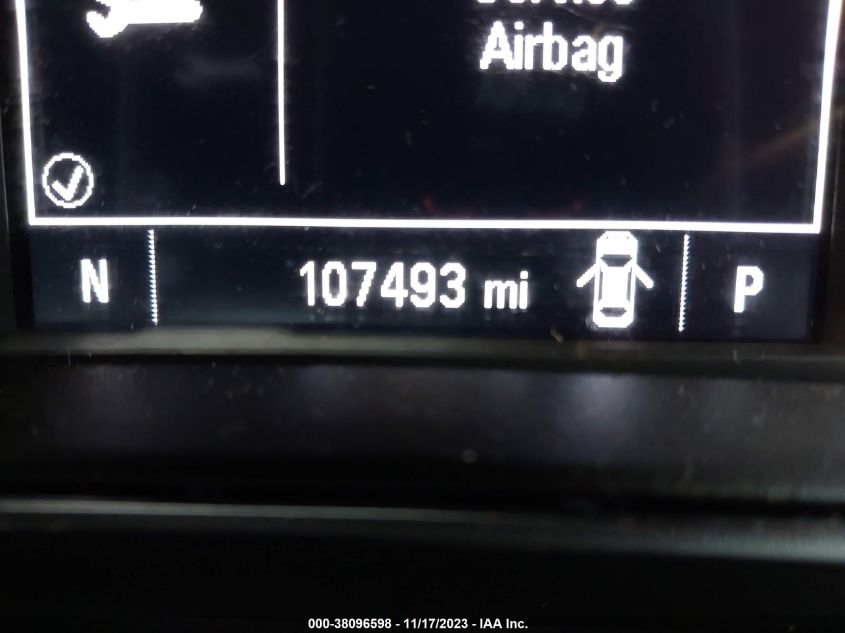 Airbag
N 107493 mi P
000-38096598 - 11/17/2023 - IAA Inc.